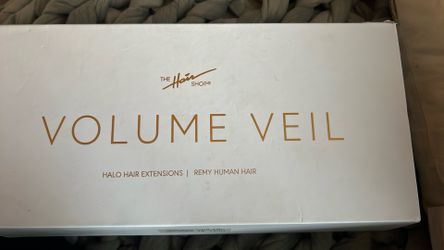 THE Hair SHOP
VOLUME VEIL
HALO HAIR EXTENSIONS | REMY HUMAN HAIR